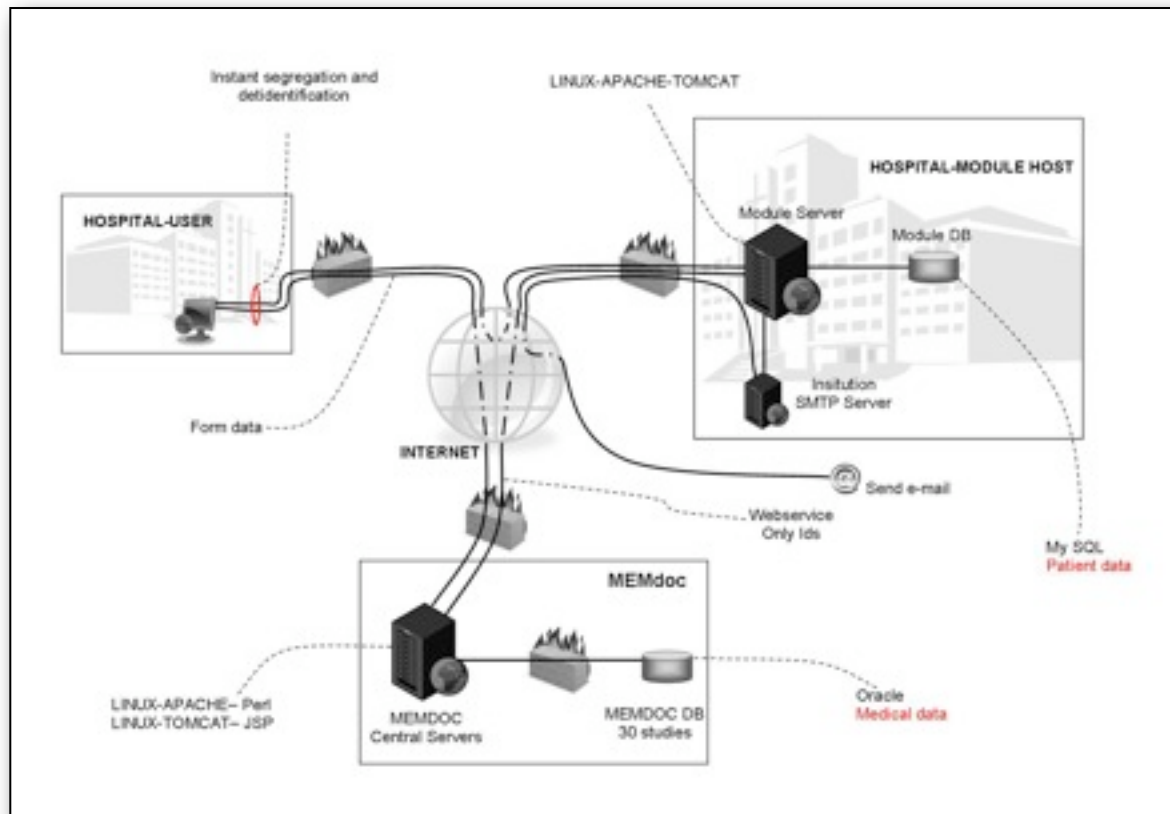 Instant segregation and
detidentification
LINUX-APACHE-TOMCAT
HOSPITAL-MODULE HOST
HOSPITAL-USER
Module Server
Module DB
Insitution
SMTP Server
Form data
INTERNET
Send e-mail
Webservice
Only Ids
My SQL
Patient data
MEMdoc
LINUX-APACHE– Perl
LINUX-TOMCAT– JSP
MEMDOC
Central Servers
MEMDOC DB
30 studies
Oracle
Medical data